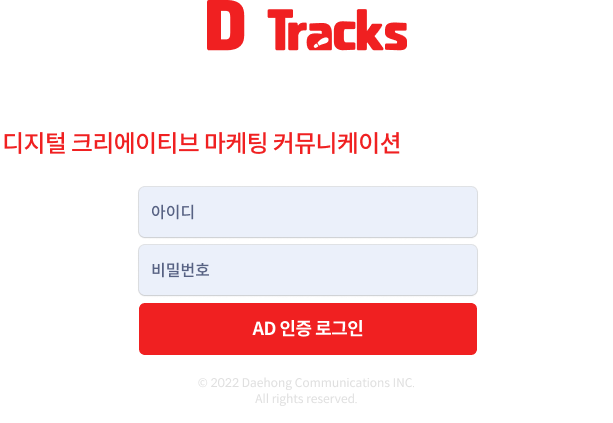 D Tracks
디지털 크리에이티브 마케팅 커뮤니케이션
아이디
비밀번호
AD 인증 로그인
© 2022 Daehong Communications INC.
All rights reserved.